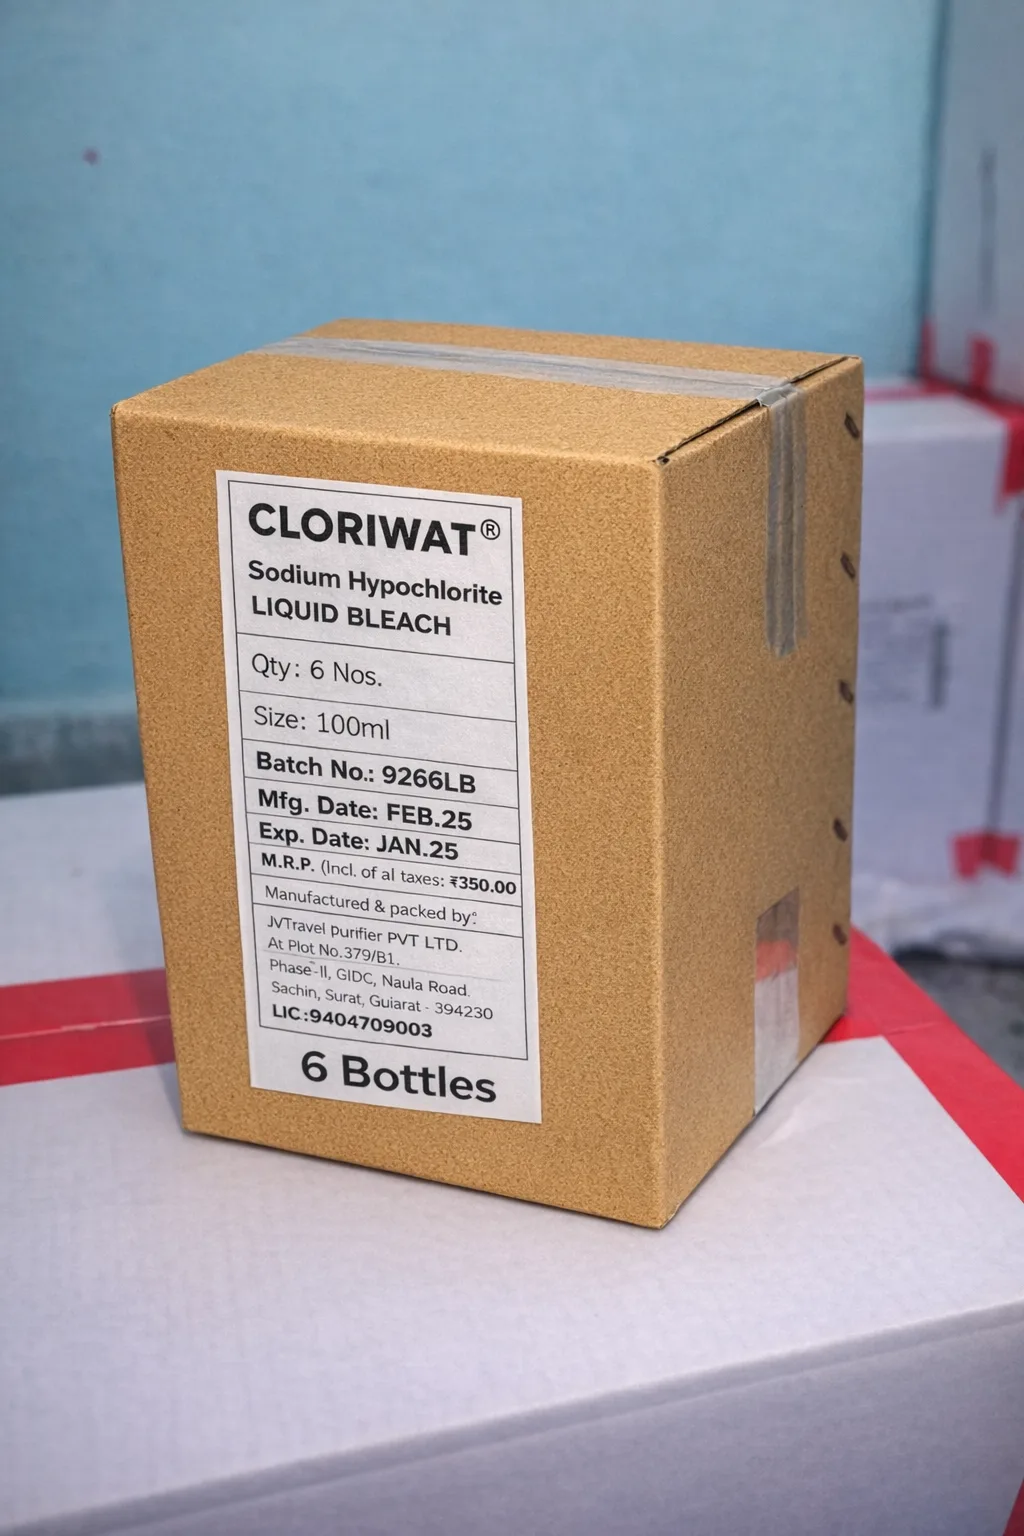 CLORIWAT®
Sodium Hypochlorite
LIQUID BLEACH
Qty: 6 Nos.
Size: 100ml
Batch No.: 9266LB
Mfg. Date: FEB.25
Exp. Date: JAN.25
M.R.P. (Incl. of al taxes: ₹350.00
Manufactured & packed by:
JVTravel purifier PVT LTD.
At Plot No.379/B1.
Phase-II, GIDC, Naula Road.
Sachin, Surat, Guiarat - 394230
LIC:9404709003
6 Bottles